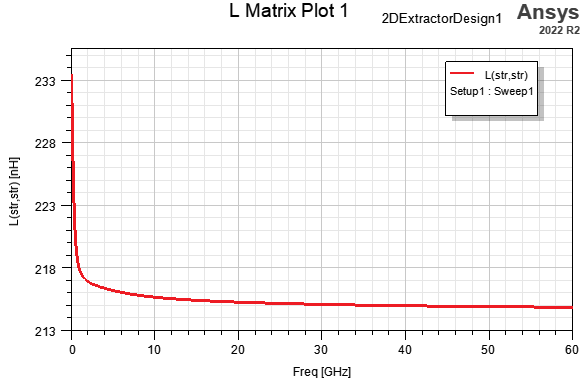 L Matrix Plot 1
2DExtractorDesign1
Ansys
2022 R2
L(str,str)
Setup1 : Sweep1
L(str,str) [nH]
233
228
223
218
213
0 10 20 30 40 50 60
Freq [GHz]